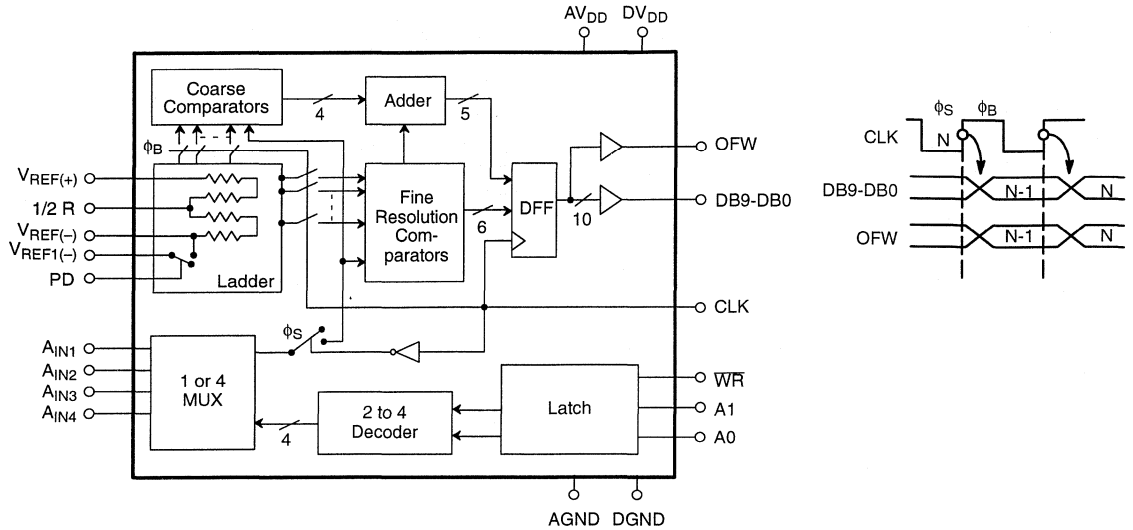 AVDD
DVDD
Coarse
Comparators
4
Adder
5
ϕB
VREF(+)
1/2 R
VREF(–)
VREF1(–)
PD
Ladder
Fine
Resolution
Com-
parators
6
DFF
10
OFW
DB9-DB0
CLK
ϕS
AIN1
AIN2
AIN3
AIN4
1 or 4
MUX
4
2 to 4
Decoder
Latch
WR
A1
A0
AGND
DGND
ϕS
ϕB
CLK
N
DB9-DB0
N-1
N
OFW
N-1
N